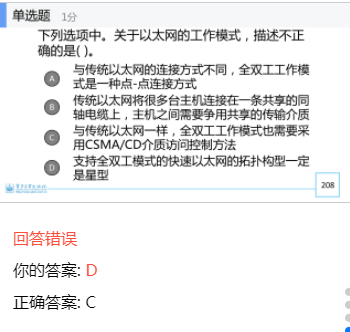 单选题 1分
下列选项中。关于以太网的工作模式，描述不正
确的是( )。
A 与传统以太网的连接方式不同，全双工工作模
式是一种点-点连接方式
B 传统以太网将很多台主机连接在一条共享的同
轴电缆上，主机之间需要争用共享的传输介质
C 与传统以太网一样，全双工工作模式也需要采
用CSMA/CD介质访问控制方法
D 支持全双工模式的快速以太网的拓扑构型一定
是星型
208
回答错误
你的答案: D
正确答案: C